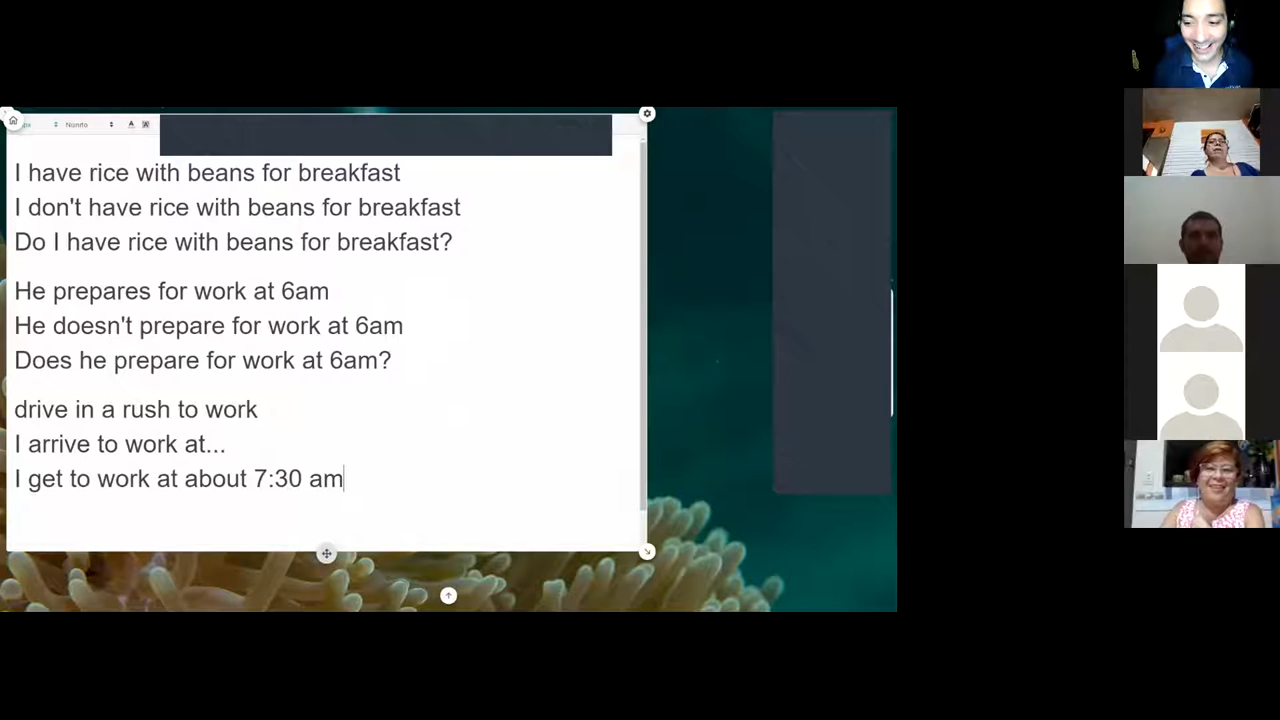 Nunito
I have rice with beans for breakfast
I don't have rice with beans for breakfast
Do I have rice with beans for breakfast?
He prepares for work at 6am
He doesn't prepare for work at 6am
Does he prepare for work at 6am?
drive in a rush to work
I arrive to work at...
I get to work at about 7:30 am